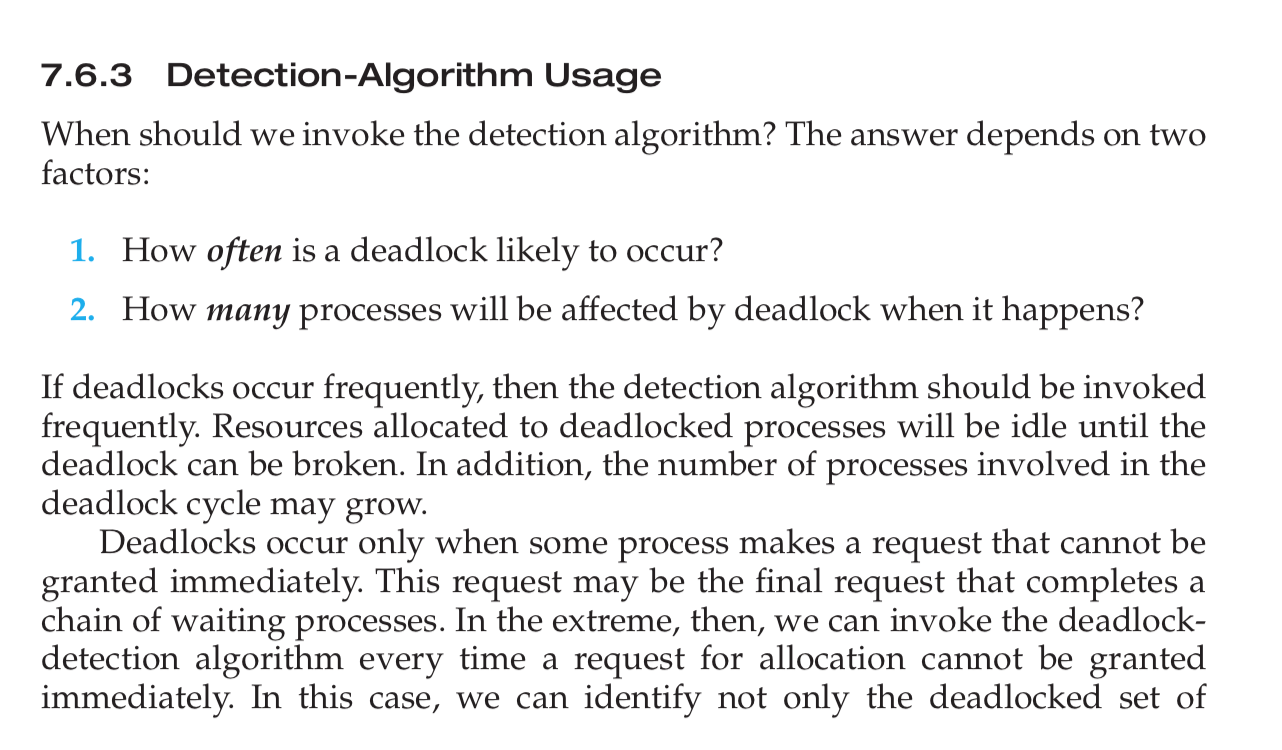 7.6.3 Detection-Algorithm Usage
When should we invoke the detection algorithm? The answer depends on two
factors:
1. How often is a deadlock likely to occur?
2. How many processes will be affected by deadlock when it happens?
If deadlocks occur frequently, then the detection algorithm should be invoked
frequently. Resources allocated to deadlocked processes will be idle until the
deadlock can be broken. In addition, the number of processes involved in the
deadlock cycle may grow.
Deadlocks occur only when some process makes a request that cannot be
granted immediately. This request may be the final request that completes a
chain of waiting processes. In the extreme, then, we can invoke the deadlock-
detection algorithm every time a request for allocation cannot be granted
immediately. In this case, we can identify not only the deadlocked set of